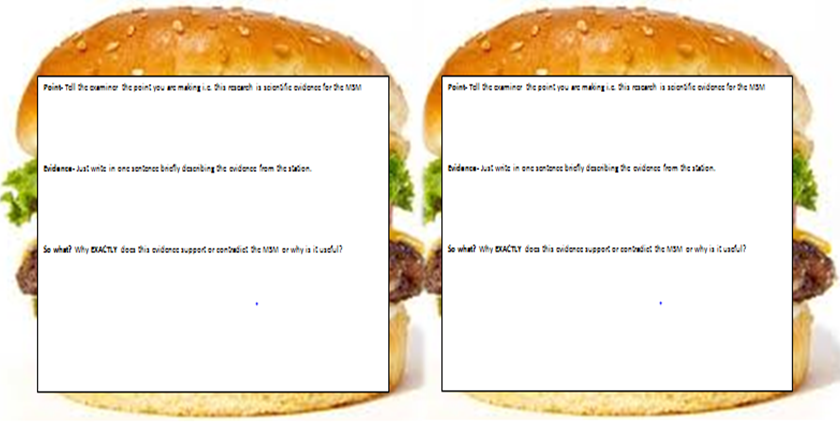 Point- Tell the examiner the point you are making i.e. this research is scientific evidence for the MSM
Evidence- Just write in one sentence briefly describing the evidence from the station.
So what? Why EXACTLY does this evidence support or contradict the MSM or why is it useful?
Point- Tell the examiner the point you are making i.e. this research is scientific evidence for the MSM
Evidence- Just write in one sentence briefly describing the evidence from the station.
So what? Why EXACTLY does this evidence support or contradict the MSM or why is it useful?